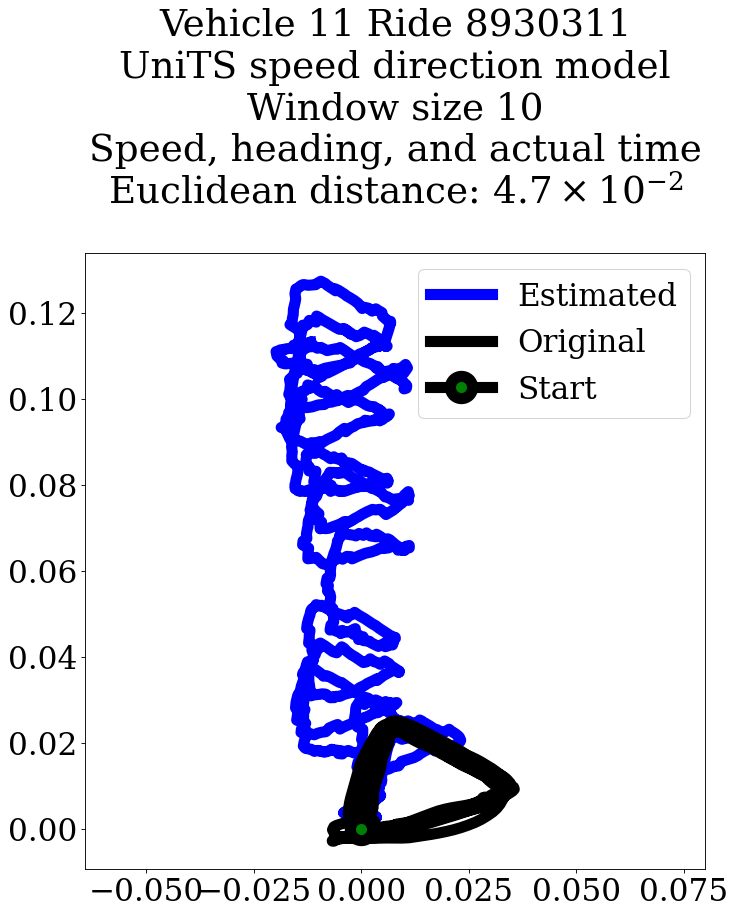 Vehicle 11 Ride 8930311
UniTS speed direction model
Window size 10
Speed, heading, and actual time
Euclidean distance: 4.7 × 10⁻²
Estimated
Original
Start
0.12
0.10
0.08
0.06
0.04
0.02
0.00
−0.050 −0.025 0.000 0.025 0.050 0.075